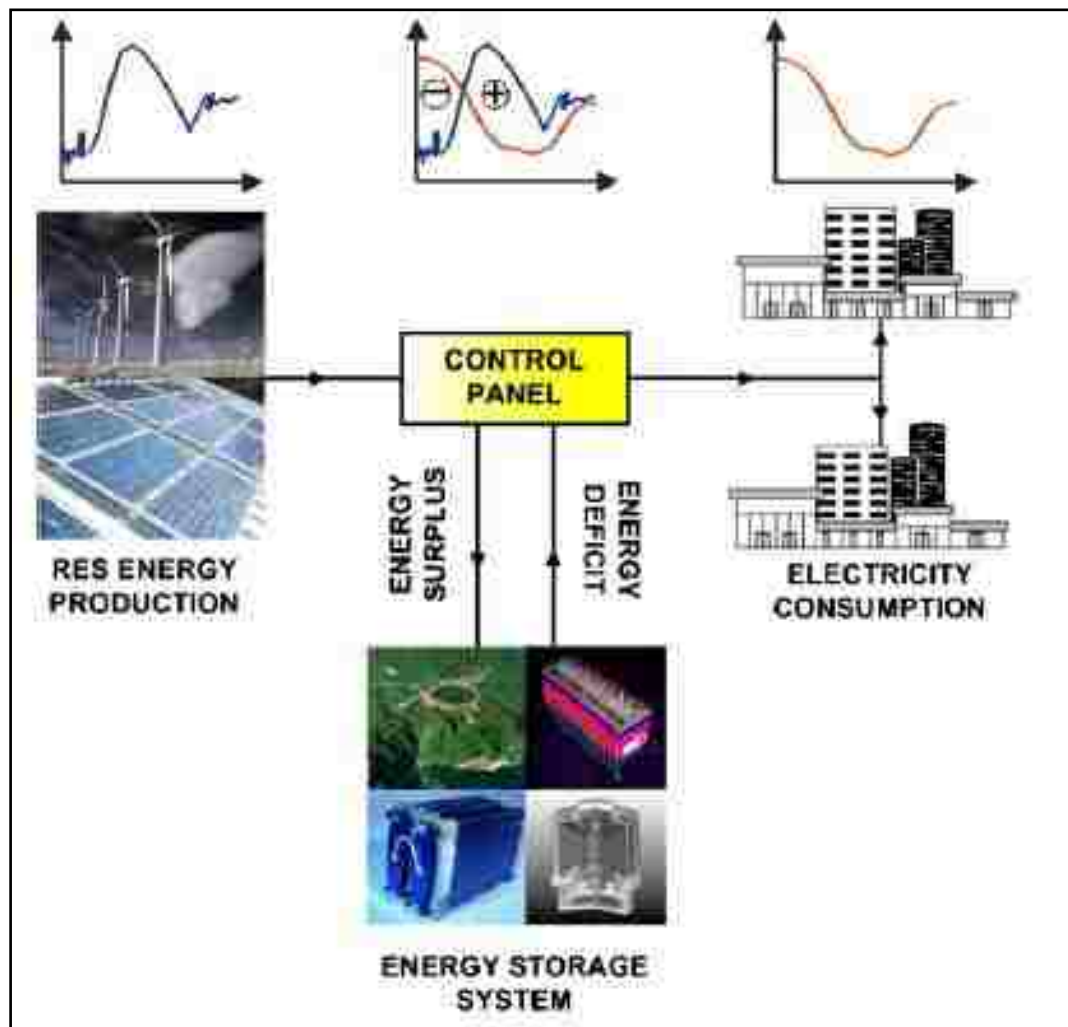 CONTROL
PANEL
ENERGY
SURPLUS
ENERGY
DEFICIT
RES ENERGY
PRODUCTION
ELECTRICITY
CONSUMPTION
ENERGY STORAGE
SYSTEM